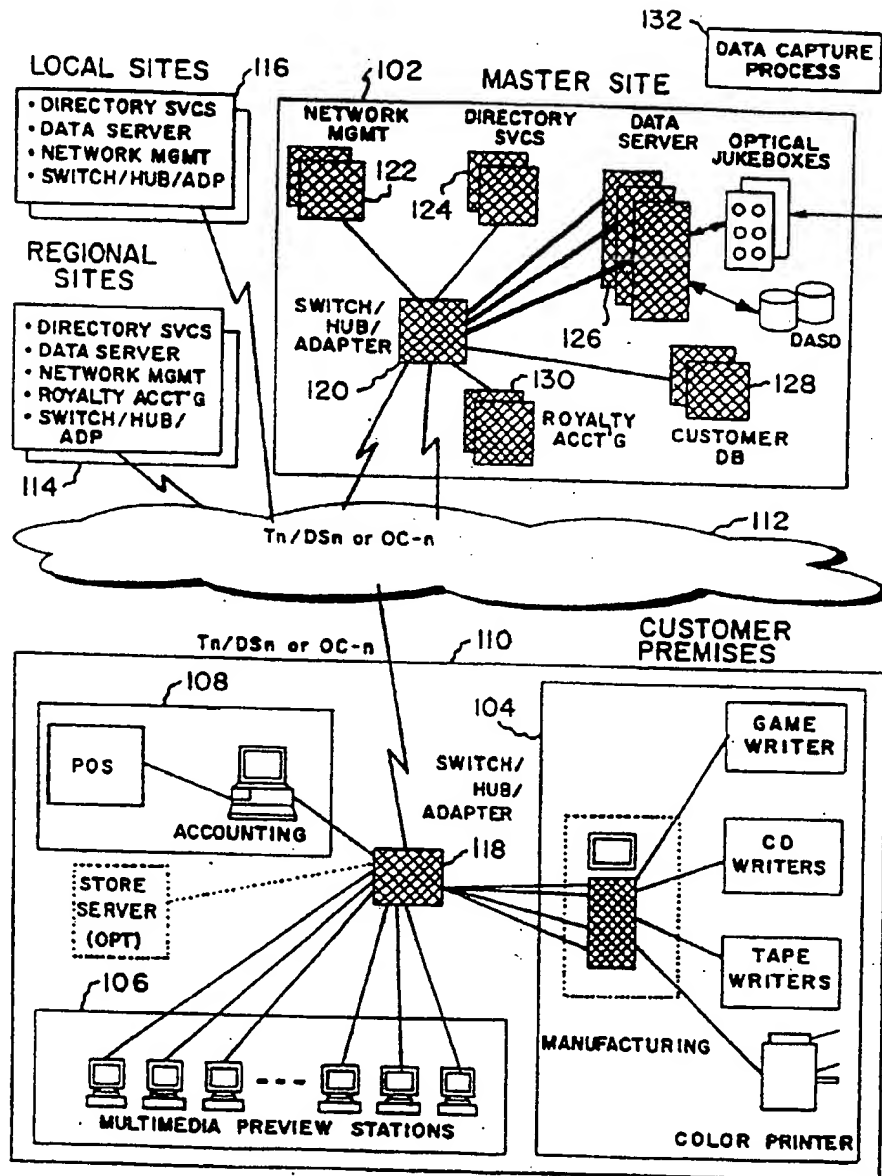 132
DATA CAPTURE
PROCESS
LOCAL SITES
116
• DIRECTORY SVCS
• DATA SERVER
• NETWORK MGMT
• SWITCH/HUB/ADP
102
MASTER SITE
NETWORK
MGMT
122
DIRECTORY
SVCS
124
DATA
SERVER
126
OPTICAL
JUKEBOXES
DASD
REGIONAL
SITES
• DIRECTORY SVCS
• DATA SERVER
• NETWORK MGMT
• ROYALTY ACCT'G
• SWITCH/HUB/
ADP
114
SWITCH/
HUB/
ADAPTER
120
130
ROYALTY
ACCT'G
128
CUSTOMER
DB
112
Tn/DSn or OC-n
Tn/DSn or OC-n
110
CUSTOMER
PREMISES
108
POS
ACCOUNTING
SWITCH/
HUB/
ADAPTER
118
STORE
SERVER
(OPT)
106
MULTIMEDIA PREVIEW STATIONS
104
GAME
WRITER
CD
WRITERS
TAPE
WRITERS
MANUFACTURING
COLOR PRINTER